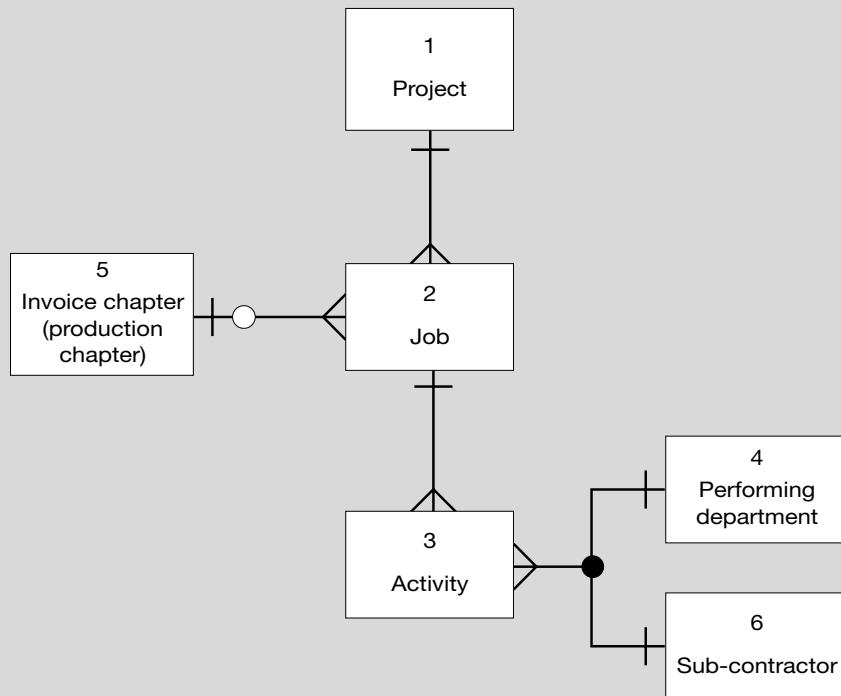 1
Project
5
Invoice chapter
(production
chapter)
2
Job
4
Performing
department
3
Activity
6
Sub-contractor